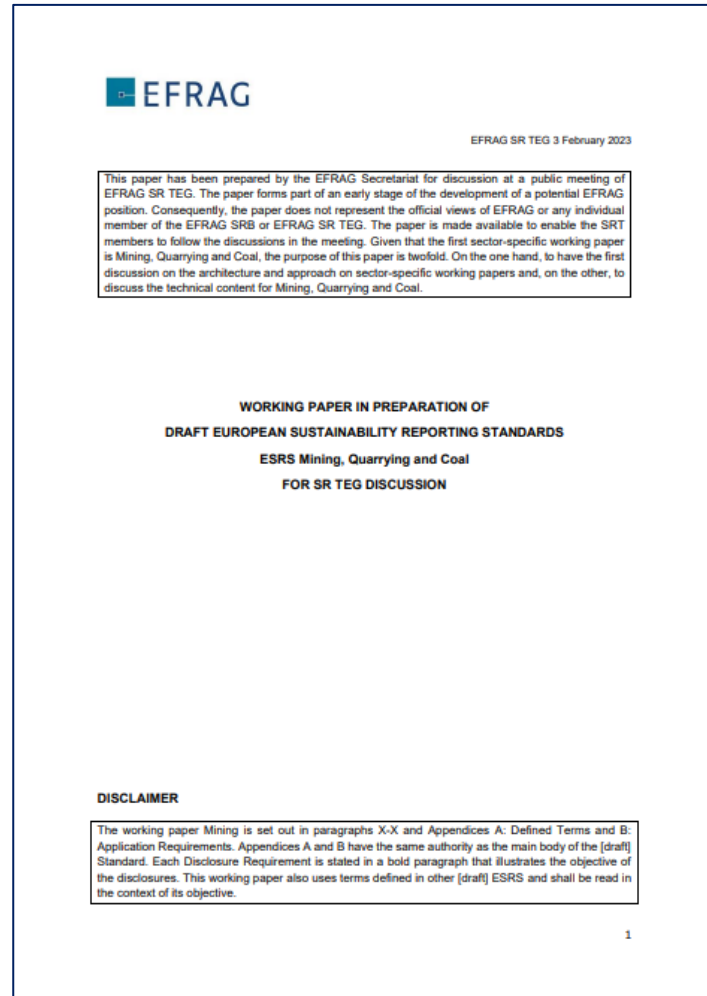 EFRAG
EFRAG SR TEG 3 February 2023
This paper has been prepared by the EFRAG Secretariat for discussion at a public meeting of
EFRAG SR TEG. The paper forms part of an early stage of the development of a potential EFRAG
position. Consequently, the paper does not represent the official views of EFRAG or any individual
member of the EFRAG SRB or EFRAG SR TEG. The paper is made available to enable the SRT
members to follow the discussions in the meeting. Given that the first sector-specific working paper
is Mining, Quarrying and Coal, the purpose of this paper is twofold. On the one hand, to have the first
discussion on the architecture and approach on sector-specific working papers and, on the other, to
discuss the technical content for Mining, Quarrying and Coal.
WORKING PAPER IN PREPARATION OF
DRAFT EUROPEAN SUSTAINABILITY REPORTING STANDARDS
ESRS Mining, Quarrying and Coal
FOR SR TEG DISCUSSION
DISCLAIMER
The working paper Mining is set out in paragraphs X-X and Appendices A: Defined Terms and B:
Application Requirements. Appendices A and B have the same authority as the main body of the [draft]
Standard. Each Disclosure Requirement is stated in a bold paragraph that illustrates the objective of
the disclosures. This working paper also uses terms defined in other [draft] ESRS and shall be read in
the context of its objective.
1